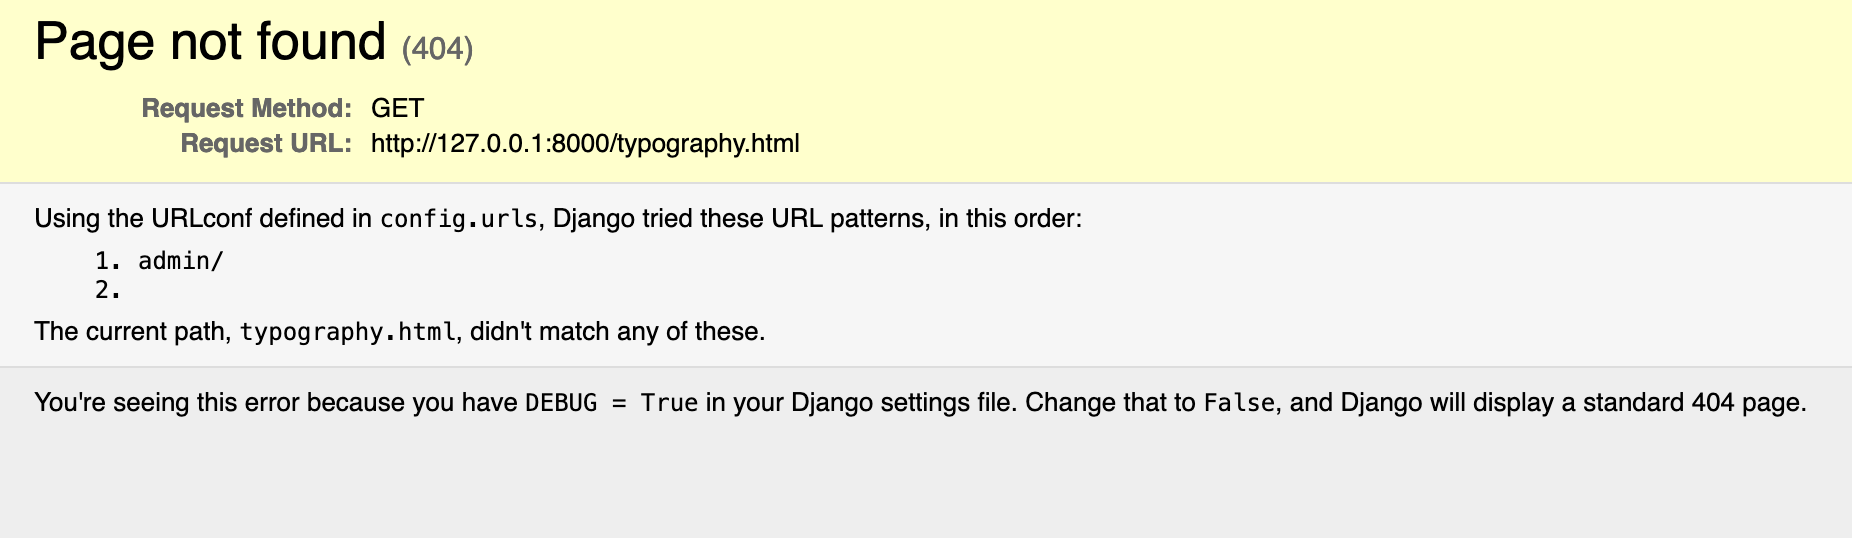 Page not found (404)
Request Method: GET
Request URL: http://127.0.0.1:8000/typography.html
Using the URLconf defined in config.urls, Django tried these URL patterns, in this order:
1. admin/
2.
The current path, typography.html, didn't match any of these.
You're seeing this error because you have DEBUG = True in your Django settings file. Change that to False, and Django will display a standard 404 page.